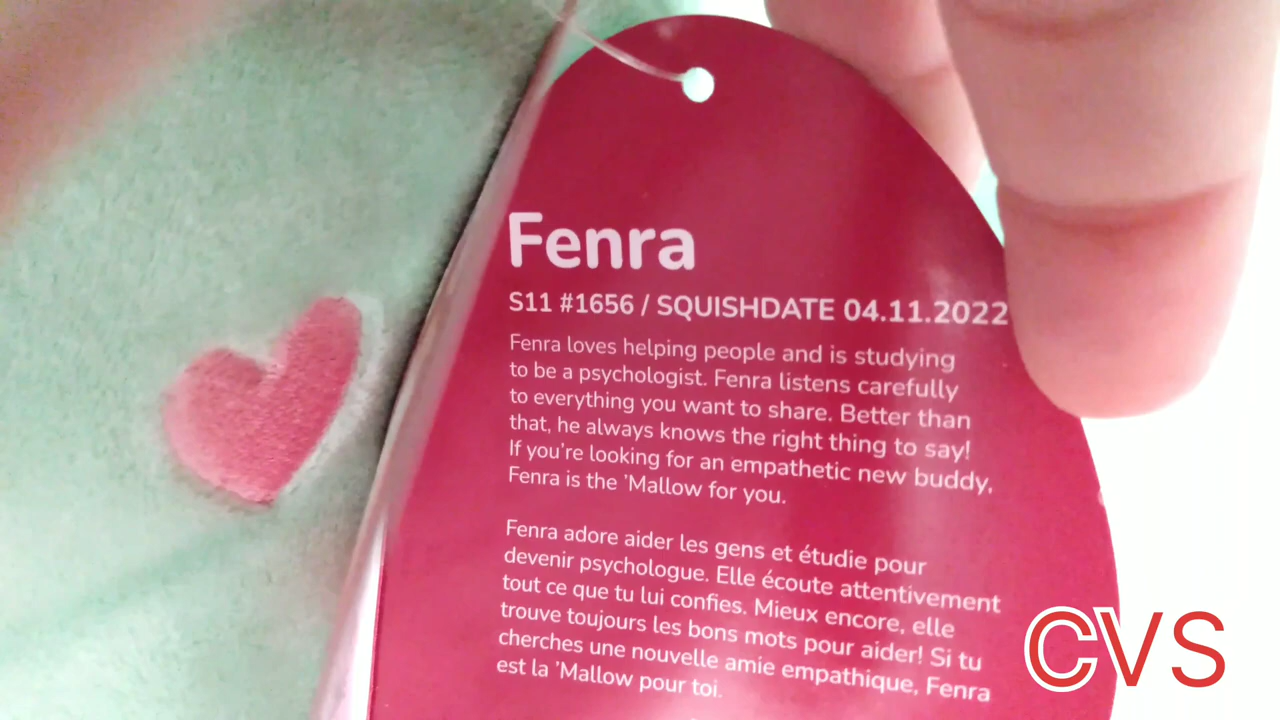 Fenra
S11 #1656 / SQUISHDATE 04.11.2022
Fenra loves helping people and is studying
to be a psychologist. Fenra listens carefully
to everything you want to share. Better than
that, he always knows the right thing to say!
If you're looking for an empathetic new buddy,
Fenra is the 'Mallow for you.
Fenra adore aider les gens et étudie pour
devenir psychologue. Elle écoute attentivement
tout ce que tu lui confies. Mieux encore, elle
trouve toujours les bons mots pour aider! Si tu
cherches une nouvelle amie empathique, Fenra
est la 'Mallow pour toi.
CVS